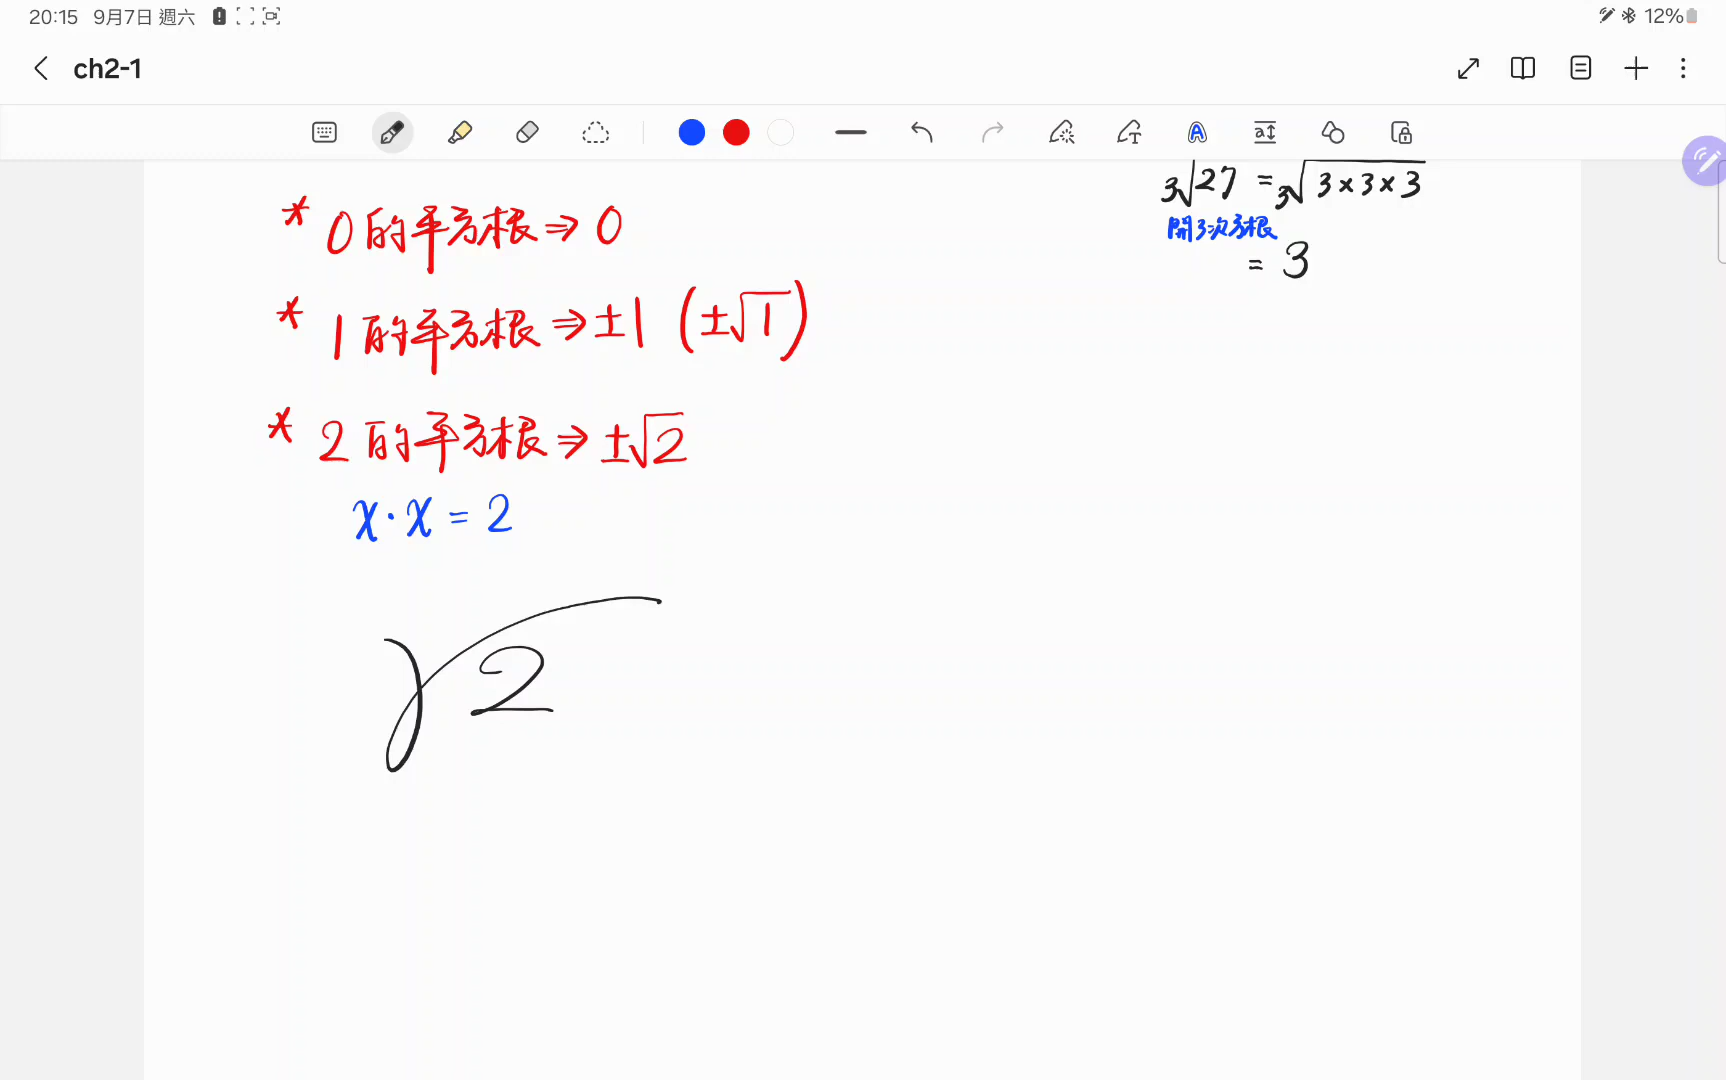 20:15 9月7日 週六 12%
ch2-1
* 0的平方根⇒0
* 1的平方根⇒±1 (±√1)
* 2的平方根⇒±√2
x·x=2
√2
3√27 = 3√3×3×3
開3次方根
= 3